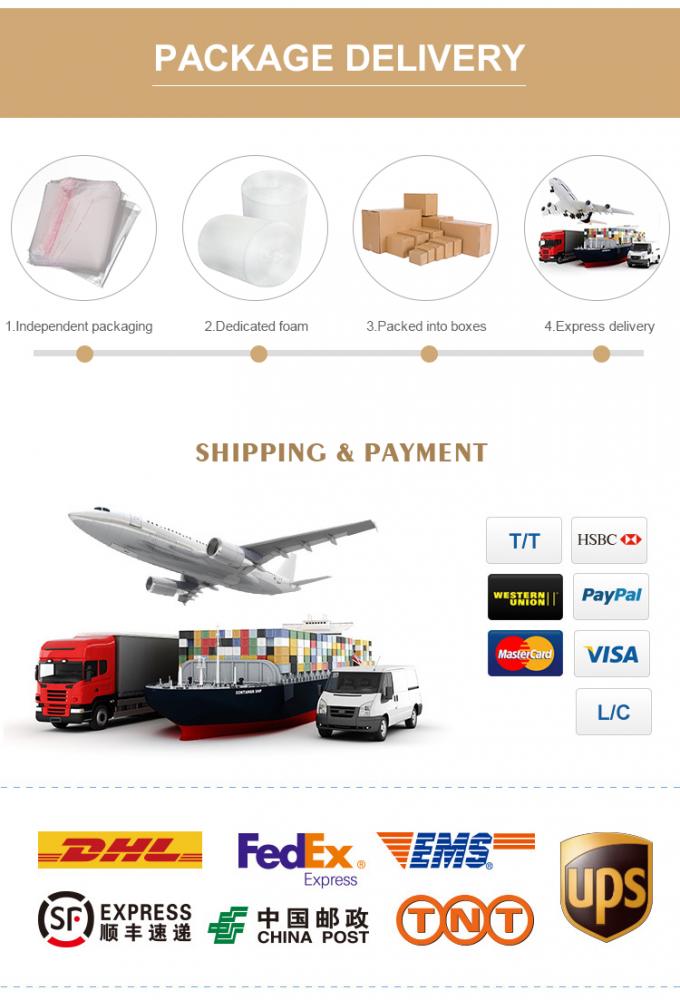 PACKAGE DELIVERY
1.Independent packaging
2.Dedicated foam
3.Packed into boxes
4.Express delivery
SHIPPING & PAYMENT
T/T
HSBC
WESTERN
UNION
PayPal
MasterCard
VISA
L/C
CONTAINER SHIP
DHL
FedEx®
Express
EMS®
ups
SF EXPRESS
顺丰速递
中国邮政
CHINA POST
TNT